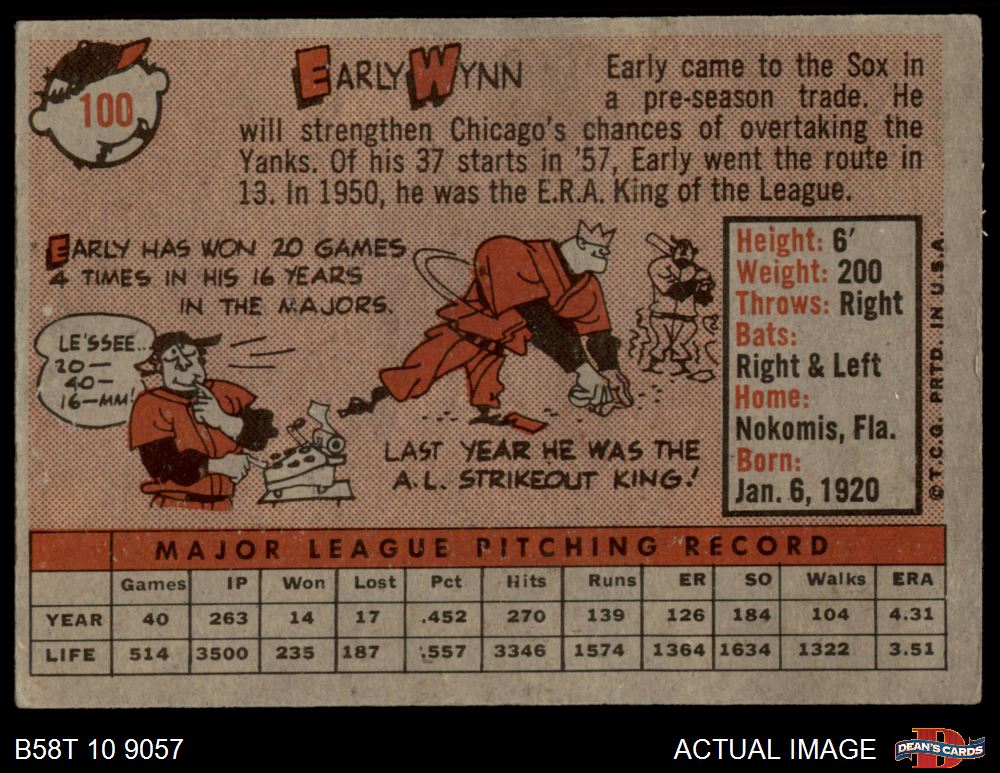 100
EARLY WYNN
Early came to the Sox in
a pre-season trade. He
will strengthen Chicago's chances of overtaking the
Yanks. Of his 37 starts in '57, Early went the route in
13. In 1950, he was the E.R.A. King of the League.
EARLY HAS WON 20 GAMES
4 TIMES IN HIS 16 YEARS
IN THE MAJORS.
LE'SSEE...
20—
40—
16—MM!
LAST YEAR HE WAS THE
A.L. STRIKEOUT KING!
Height: 6'
Weight: 200
Throws: Right
Bats:
Right & Left
Home:
Nokomis, Fla.
Born:
Jan. 6, 1920
©T.C.G. PRTD. IN U.S.A.
MAJOR LEAGUE PITCHING RECORD
Games IP Won Lost Pct Hits Runs ER SO Walks ERA
YEAR 40 263 14 17 .452 270 139 126 184 104 4.31
LIFE 514 3500 235 187 .557 3346 1574 1364 1634 1322 3.51
B58T 10 9057
ACTUAL IMAGE
D
DEAN'S CARDS